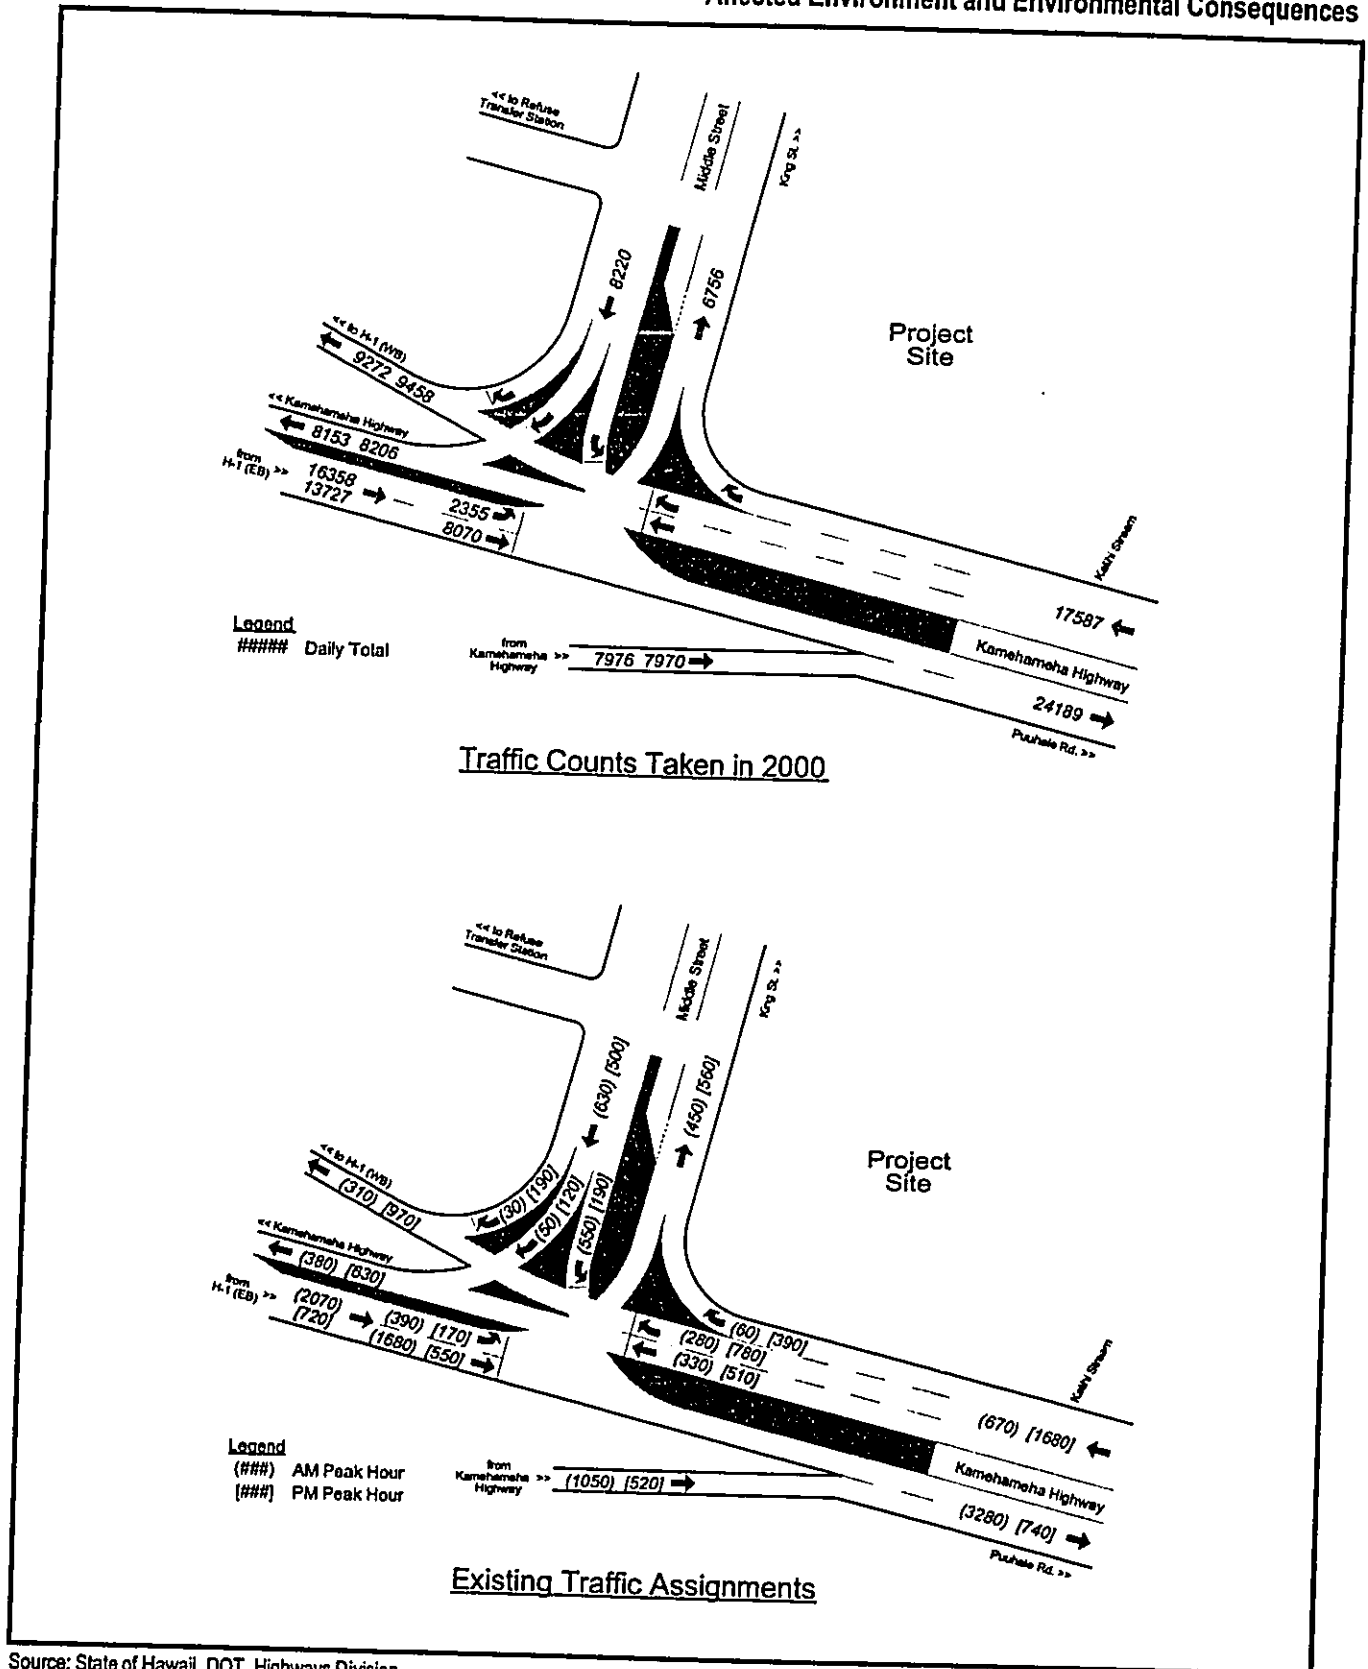 Affected Environment and Environmental Consequences
<< to Refuse
Transfer Station
Middle Street
King St. >>
8220
6756
Project
Site
<< to H-1 (WB)
9272 9458
<< Kamehameha Highway
8153 8206
from
H-1 (EB) >>
16358
13727
2355
8070
17587
Kamehameha Highway
24189
Puuhale Rd. >>
Legend
##### Daily Total
from
Kamehameha >>
Highway
7976 7970
Traffic Counts Taken in 2000
<< to Refuse
Transfer Station
Middle Street
King St. >>
(630) [500]
(450) [560]
Project
Site
<< to H-1 (WB)
(310) [970]
(30) [190]
(50) [120]
(550) [190]
<< Kamehameha Highway
(380) [630]
from
H-1 (EB) >>
(2070)
[720]
(390) [170]
(1680) [550]
(60) [390]
(280) [780]
(330) [510]
(670) [1680]
Kamehameha Highway
(3280) [740]
Puuhale Rd. >>
Legend
(###) AM Peak Hour
[###] PM Peak Hour
from
Kamehameha >>
Highway
(1050) [520]
Existing Traffic Assignments
Source: State of Hawaii, DOT, Highways Division